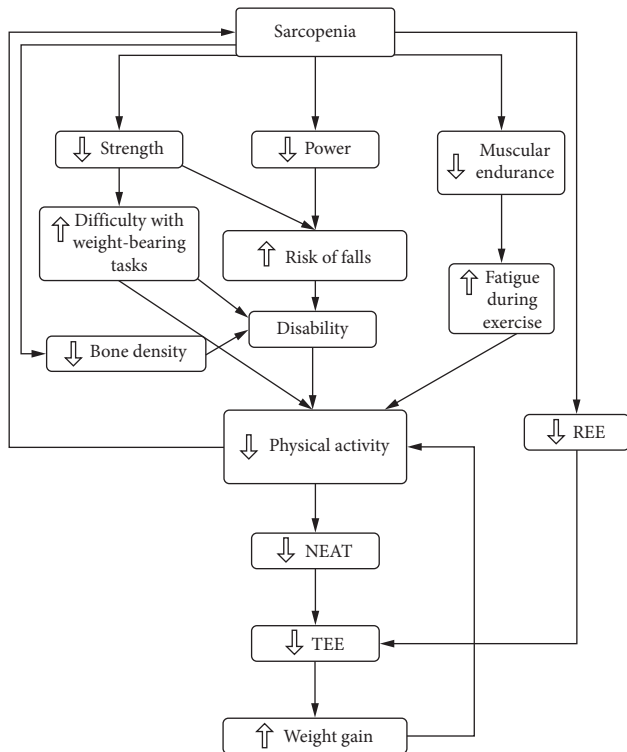 Sarcopenia
Strength
Power
Muscular
endurance
Difficulty with
weight-bearing
tasks
Risk of falls
Fatigue
during
exercise
Disability
Bone density
Physical activity
REE
NEAT
TEE
Weight gain